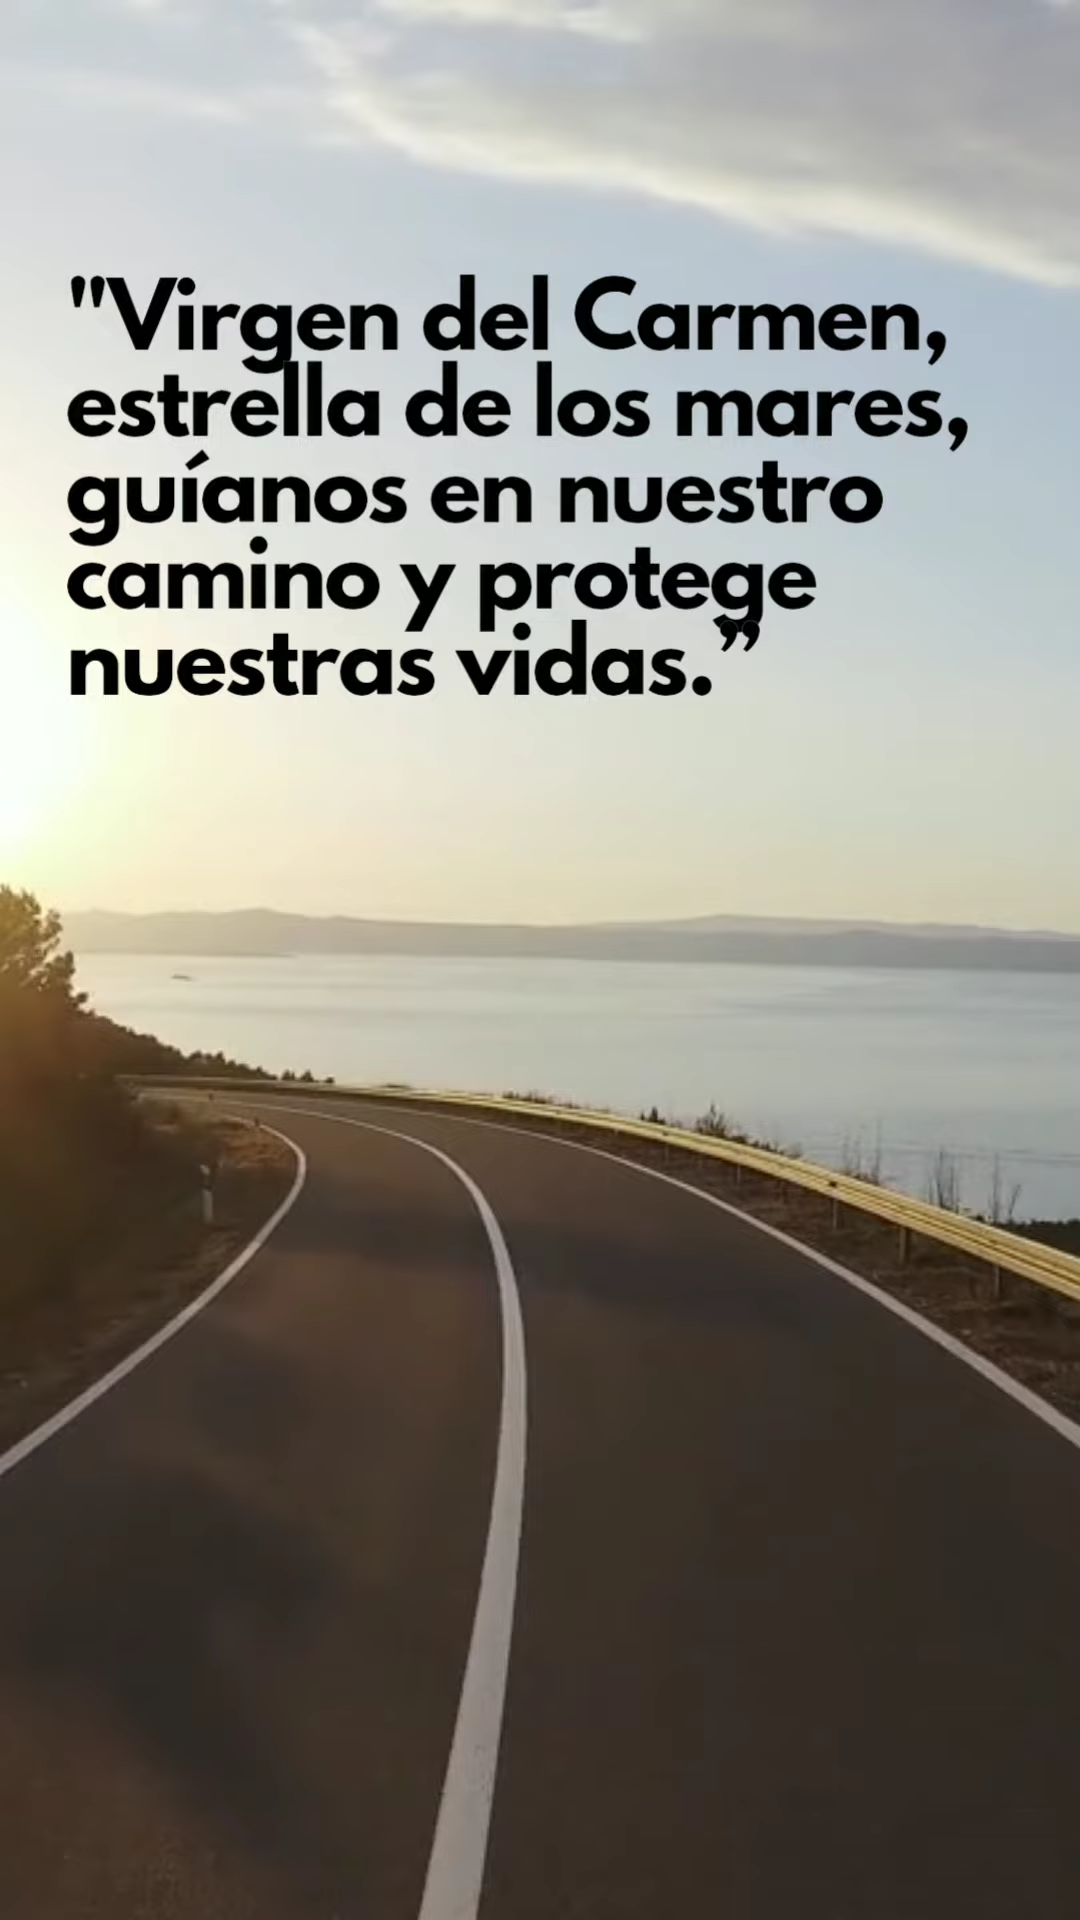 "Virgen del Carmen,
estrella de los mares,
guíanos en nuestro
camino y protege
nuestras vidas.”